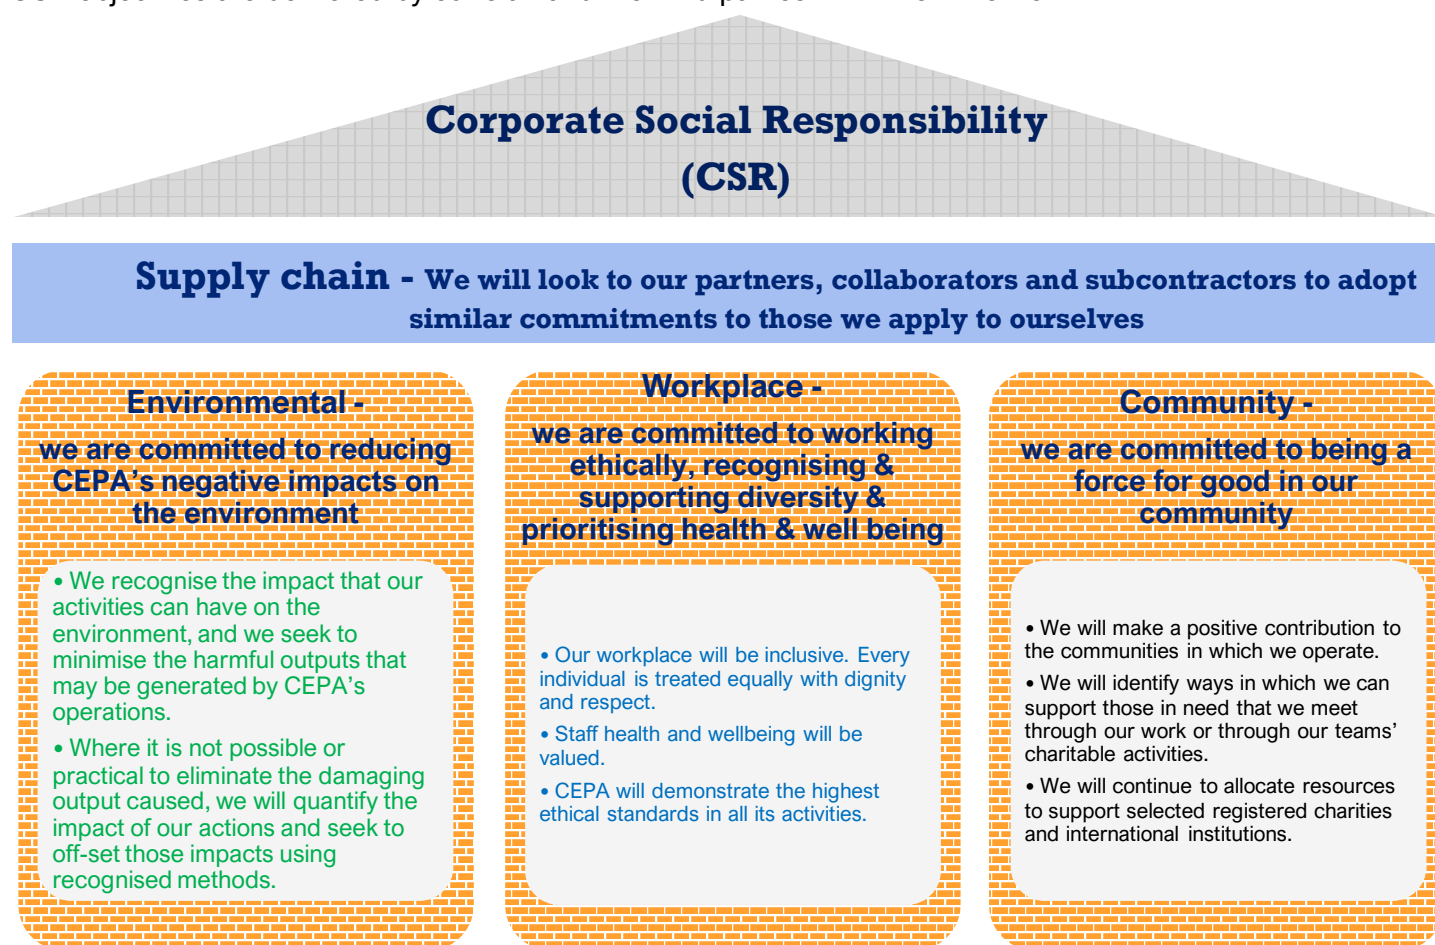 Corporate Social Responsibility
(CSR)
Supply chain - We will look to our partners, collaborators and subcontractors to adopt
similar commitments to those we apply to ourselves
Environmental -
we are committed to reducing
CEPA's negative impacts on
the environment
• We recognise the impact that our
activities can have on the
environment, and we seek to
minimise the harmful outputs that
may be generated by CEPA's
operations.
• Where it is not possible or
practical to eliminate the damaging
output caused, we will quantify the
impact of our actions and seek to
off-set those impacts using
recognised methods.
Workplace -
we are committed to working
ethically, recognising &
supporting diversity &
prioritising health & well being
• Our workplace will be inclusive. Every
individual is treated equally with dignity
and respect.
• Staff health and wellbeing will be
valued.
• CEPA will demonstrate the highest
ethical standards in all its activities.
Community -
we are committed to being a
force for good in our
community
• We will make a positive contribution to
the communities in which we operate.
• We will identify ways in which we can
support those in need that we meet
through our work or through our teams'
charitable activities.
• We will continue to allocate resources
to support selected registered charities
and international institutions.